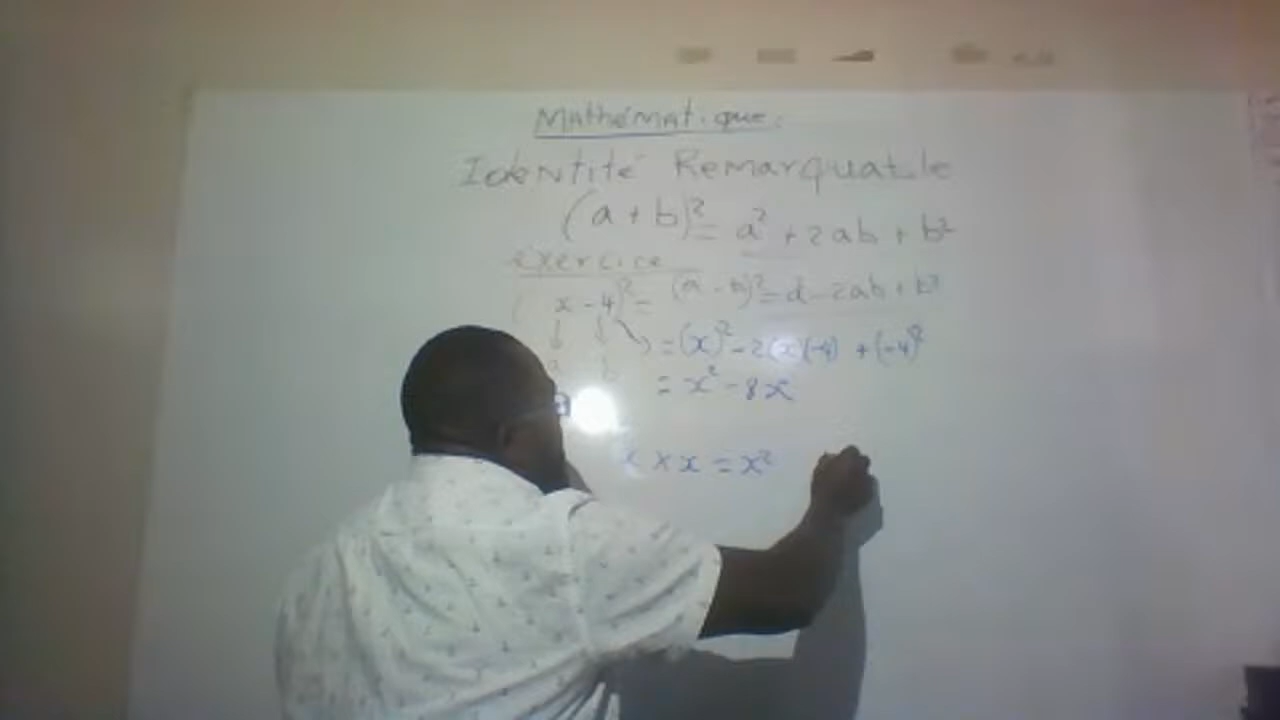 Mathématique:
Identité Remarquable
(a + b)² = a² + 2ab + b²
exercice
(x - 4)² = (a - b)² = a² - 2ab + b²
= (x)² - 2(x)(-4) + (-4)²
a b
= x² - 8x
x × x = x²